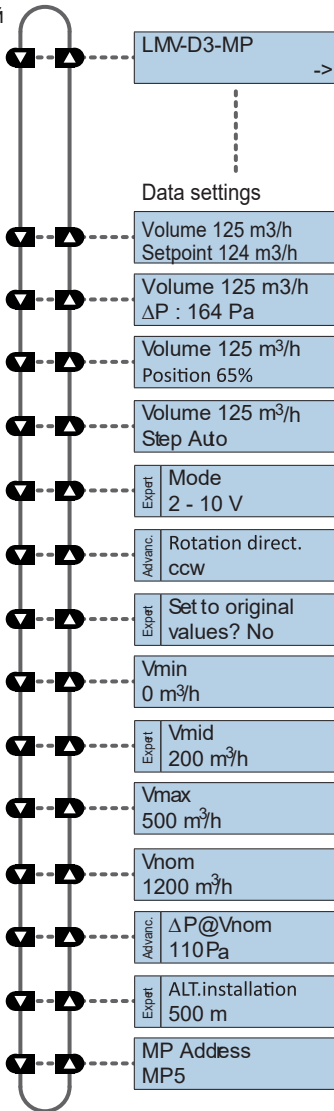 й
LMV-D3-MP
->
Data settings
Volume 125 m3/h
Setpoint 124 m3/h
Volume 125 m3/h
ΔP : 164 Pa
Volume 125 m³/h
Position 65%
Volume 125 m³/h
Step Auto
Expert
Mode
2 - 10 V
Advanc.
Rotation direct.
ccw
Expert
Set to original
values? No
Vmin
0 m³/h
Expert
Vmid
200 m³/h
Vmax
500 m³/h
Vnom
1200 m³/h
Advanc.
ΔP@Vnom
110Pa
Expert
ALT.installation
500 m
MP Address
MP5